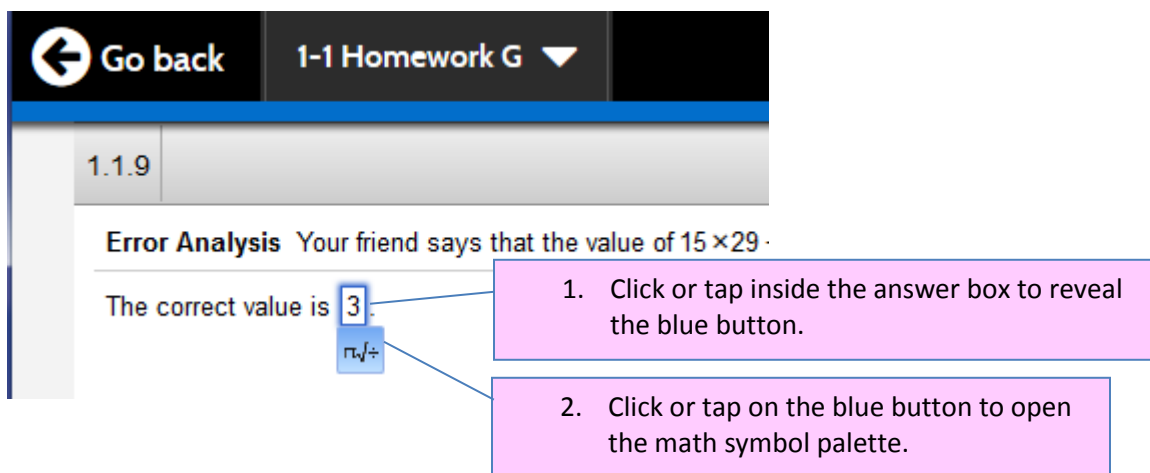 Go back
1-1 Homework G
1.1.9
Error Analysis Your friend says that the value of 15 × 29
The correct value is 3.
π√÷
1. Click or tap inside the answer box to reveal
the blue button.
2. Click or tap on the blue button to open
the math symbol palette.